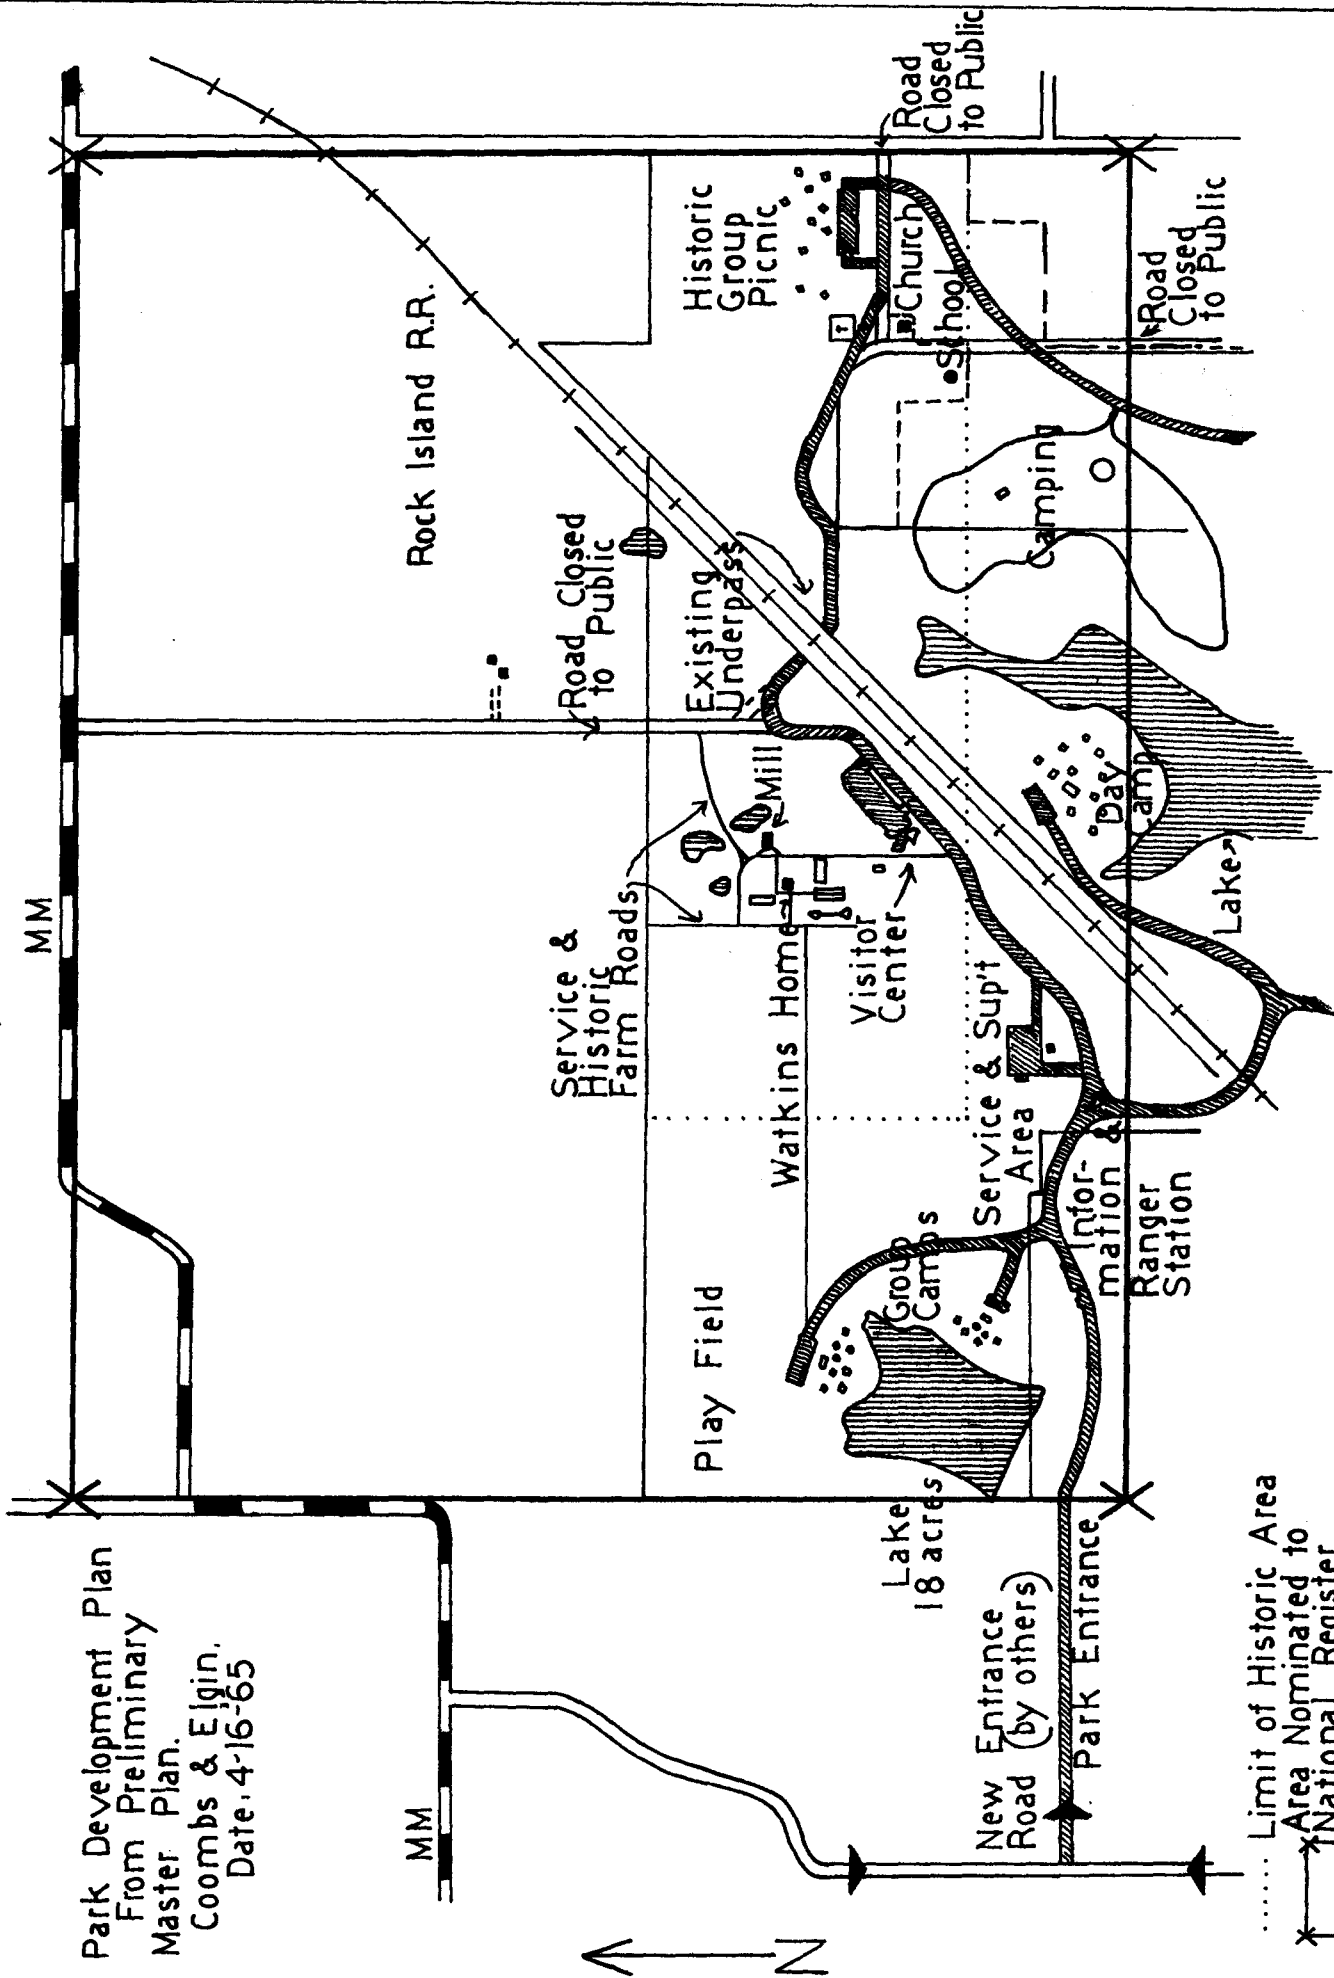 Park Development Plan
From Preliminary
Master Plan.
Coombs & Elgin.
Date: 4-16-65
MM
MM
Rock Island R.R.
Road Closed
to Public
Existing
Underpass
Service &
Historic
Farm Roads
Mill
Watkins Home
Visitor
Center
Historic
Group
Picnic
Road
Closed
to Public
Church
School
Road
Closed
to Public
Camping
Day
Camp
Lake
Service & Sup't
Area
Infor-
mation &
Ranger
Station
Group
Camps
Play Field
Lake
18 acres
New Entrance
Road (by others)
Park Entrance
N
Limit of Historic Area
Area Nominated to
National Register